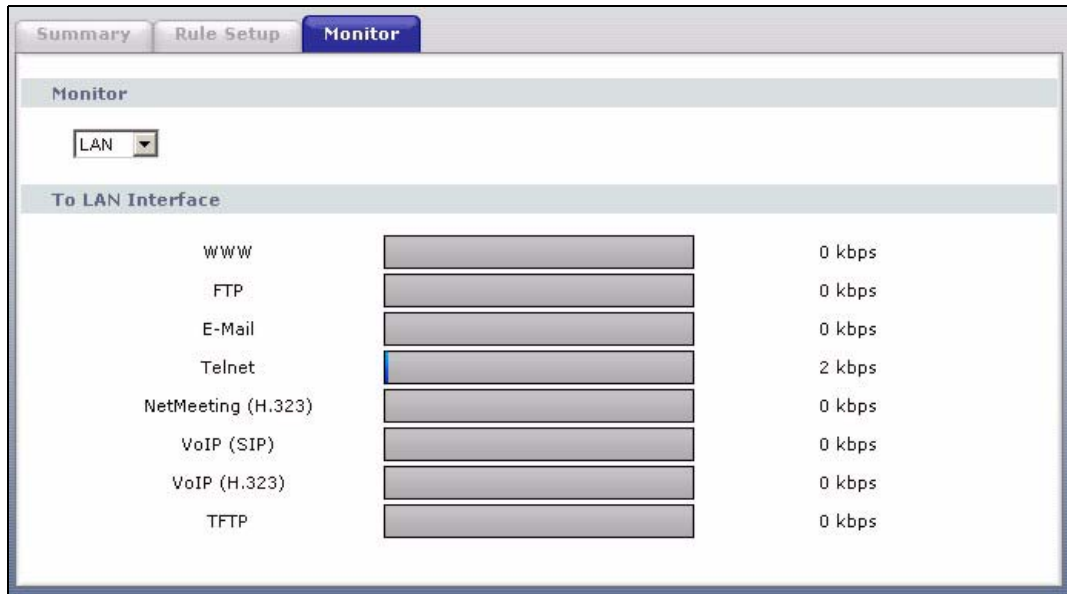 Summary Rule Setup Monitor
Monitor
LAN
To LAN Interface
WWW 0 kbps
FTP 0 kbps
E-Mail 0 kbps
Telnet 2 kbps
NetMeeting (H.323) 0 kbps
VoIP (SIP) 0 kbps
VoIP (H.323) 0 kbps
TFTP 0 kbps